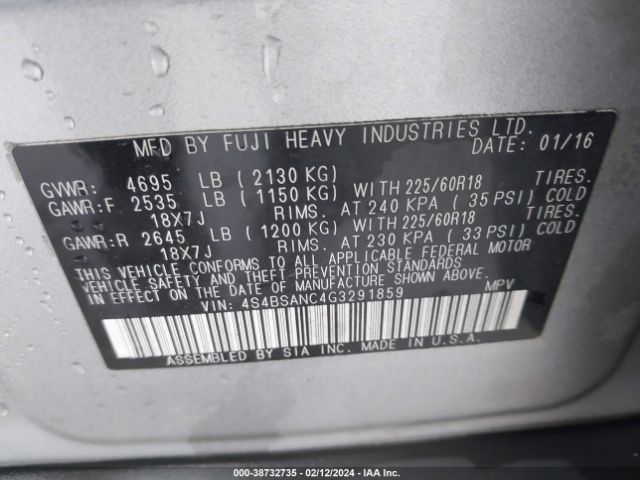 MFD BY FUJI HEAVY INDUSTRIES LTD.
DATE: 01/16
GVWR: 4695 LB ( 2130 KG)
GAWR:F 2535 LB ( 1150 KG) WITH 225/60R18 TIRES.
18X7J RIMS. AT 240 KPA ( 35 PSI) COLD
GAWR:R 2645 LB ( 1200 KG) WITH 225/60R18 TIRES.
18X7J RIMS. AT 230 KPA ( 33 PSI) COLD
THIS VEHICLE CONFORMS TO ALL APPLICABLE FEDERAL MOTOR
VEHICLE SAFETY AND THEFT PREVENTION STANDARDS IN EFFECT
ON THE DATE OF MANUFACTURE SHOWN ABOVE.
VIN: 4S4BSANC4G3291859 MPV
ASSEMBLED BY SIA INC. MADE IN U.S.A.
000-38732735 - 02/12/2024 - IAA Inc.